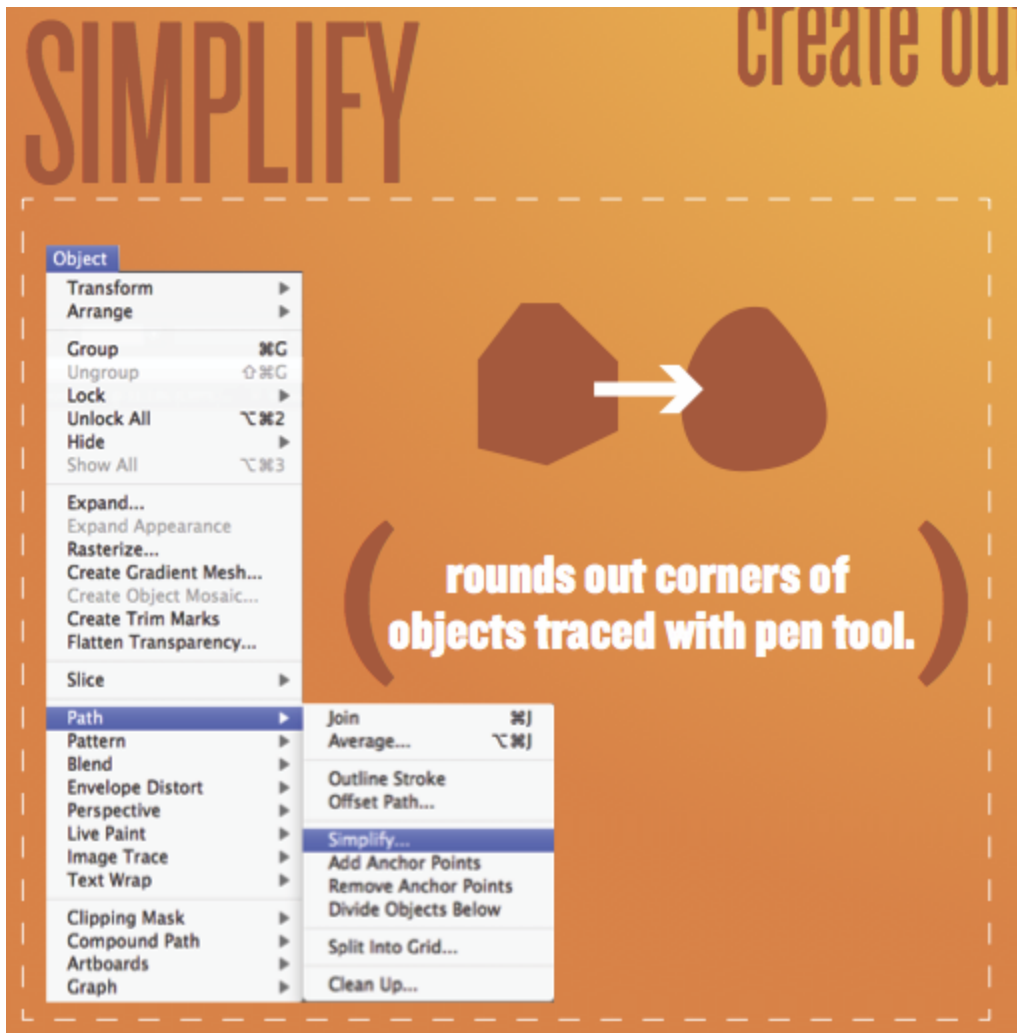 SIMPLIFY
create ou
Object
Transform
Arrange
Group ⌘G
Ungroup ⇧⌘G
Lock
Unlock All ⌥⌘2
Hide
Show All ⌥⌘3
Expand...
Expand Appearance
Rasterize...
Create Gradient Mesh...
Create Object Mosaic...
Create Trim Marks
Flatten Transparency...
Slice
Path
Pattern
Blend
Envelope Distort
Perspective
Live Paint
Image Trace
Text Wrap
Clipping Mask
Compound Path
Artboards
Graph
Join ⌘J
Average... ⌥⌘J
Outline Stroke
Offset Path...
Simplify...
Add Anchor Points
Remove Anchor Points
Divide Objects Below
Split Into Grid...
Clean Up...
(rounds out corners of
objects traced with pen tool.)